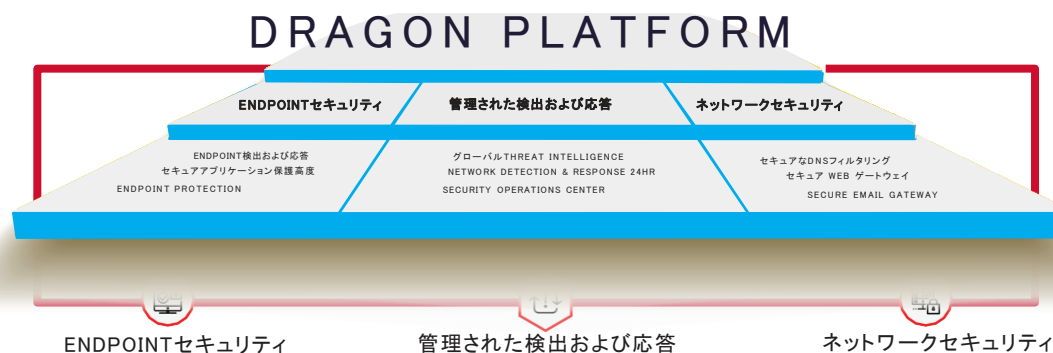 DRAGON PLATFORM
ENDPOINTセキュリティ
管理された検出および応答
ネットワークセキュリティ
ENDPOINT検出および応答
セキュアアプリケーション保護高度
ENDPOINT PROTECTION
グローバルTHREAT INTELLIGENCE
NETWORK DETECTION & RESPONSE 24HR
SECURITY OPERATIONS CENTER
セキュアなDNSフィルタリング
セキュア WEB ゲートウェイ
SECURE EMAIL GATEWAY
ENDPOINTセキュリティ
管理された検出および応答
ネットワークセキュリティ